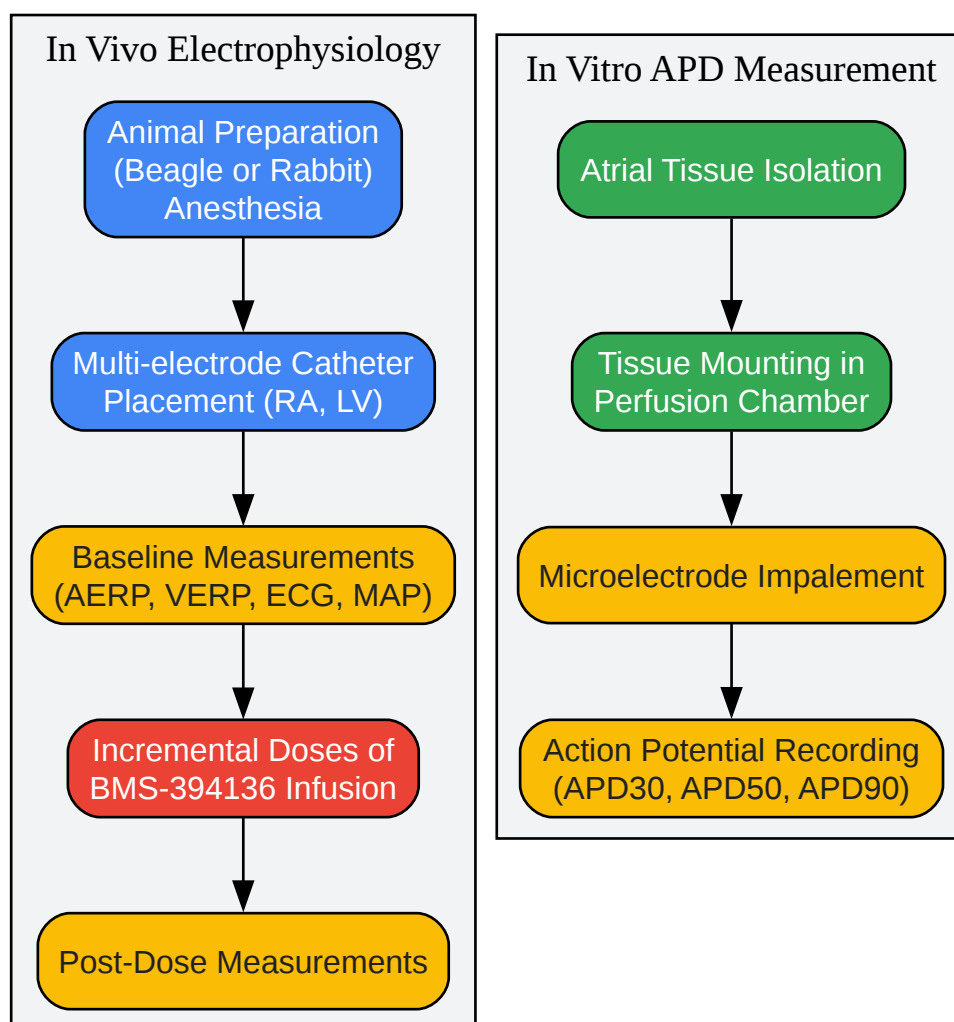 In Vivo Electrophysiology
Animal Preparation
(Beagle or Rabbit)
Anesthesia
Multi-electrode Catheter
Placement (RA, LV)
Baseline Measurements
(AERP, VERP, ECG, MAP)
Incremental Doses of
BMS-394136 Infusion
Post-Dose Measurements
In Vitro APD Measurement
Atrial Tissue Isolation
Tissue Mounting in
Perfusion Chamber
Microelectrode Impalement
Action Potential Recording
(APD30, APD50, APD90)